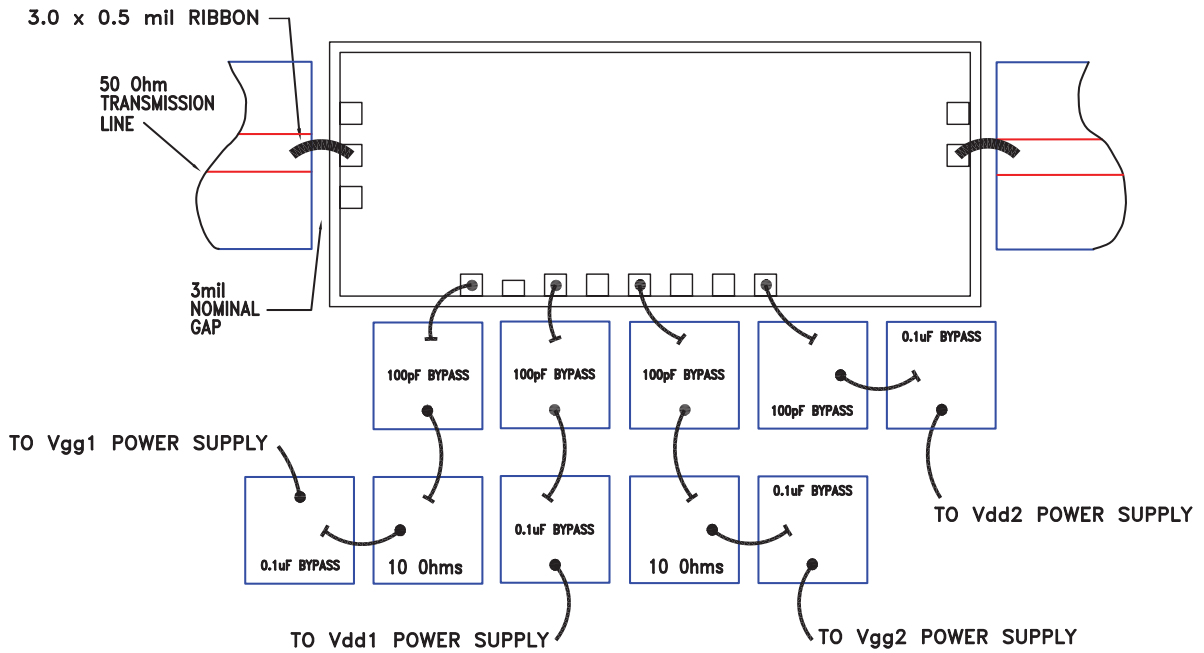 3.0 x 0.5 mil RIBBON
50 Ohm
TRANSMISSION
LINE
3mil
NOMINAL
GAP
0.1uF BYPASS
100pF BYPASS
100pF BYPASS
100pF BYPASS
100pF BYPASS
TO Vgg1 POWER SUPPLY
0.1uF BYPASS
TO Vdd2 POWER SUPPLY
0.1uF BYPASS
0.1uF BYPASS
10 Ohms
10 Ohms
TO Vdd1 POWER SUPPLY
TO Vgg2 POWER SUPPLY